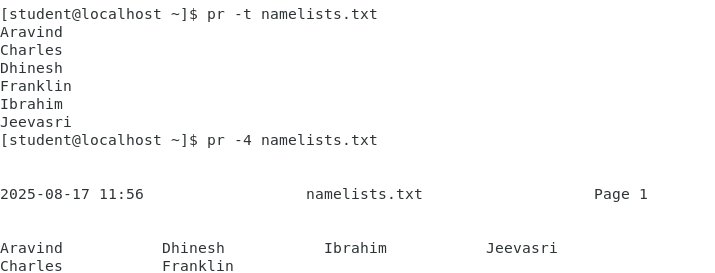 [student@localhost ~]$ pr -t namelists.txt
Aravind
Charles
Dhinesh
Franklin
Ibrahim
Jeevasri
[student@localhost ~]$ pr -4 namelists.txt
2025-08-17 11:56                  namelists.txt                   Page 1
Aravind           Dhinesh           Ibrahim           Jeevasri
Charles           Franklin